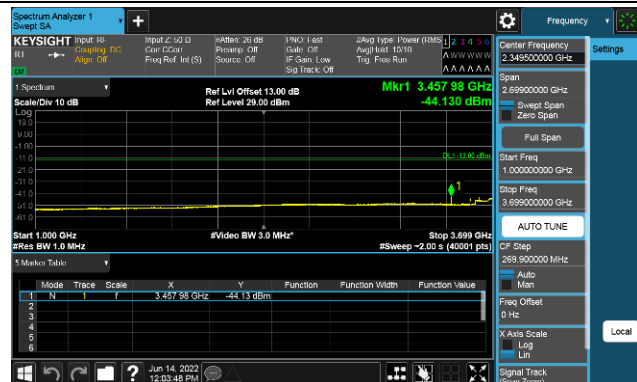 Spectrum Analyzer 1
Swept SA
Frequency
KEYSIGHT Input: RF
Coupling: DC
Align: Off
Input Z: 50 Ω
Corr CCorr
Freq Ref: Int (S)
#Atten: 26 dB
Preamp: Off
Source: Off
PNO: Fast
Gate: Off
IF Gain: Low
Sig Track: Off
#Avg Type: Power (RMS)
Avg|Hold: 10/10
Trig: Free Run
1 2 3 4 5 6
A W W W W W
A A A A A A
1 Spectrum
Scale/Div 10 dB
Ref Lvl Offset 13.00 dB
Ref Level 29.00 dBm
Mkr1 3.457 98 GHz
-44.130 dBm
Log
19.0
9.00
-1.00
-11.0
-21.0
-31.0
-41.0
-51.0
-61.0
DL1 -13.00 dBm
1
Start 1.000 GHz
#Res BW 1.0 MHz
#Video BW 3.0 MHz*
Stop 3.699 GHz
#Sweep ~2.00 s (40001 pts)
5 Marker Table
Mode Trace Scale X Y Function Function Width Function Value
1 N 1 f 3.457 98 GHz -44.13 dBm
2
3
4
5
6
Jun 14, 2022
12:03:48 PM
Center Frequency
2.349500000 GHz
Settings
Span
2.69900000 GHz
Swept Span
Zero Span
Full Span
Start Freq
1.000000000 GHz
Stop Freq
3.699000000 GHz
AUTO TUNE
CF Step
269.900000 MHz
Auto
Man
Freq Offset
0 Hz
X Axis Scale
Log
Lin
Local
Signal Track
(Span Zoom)